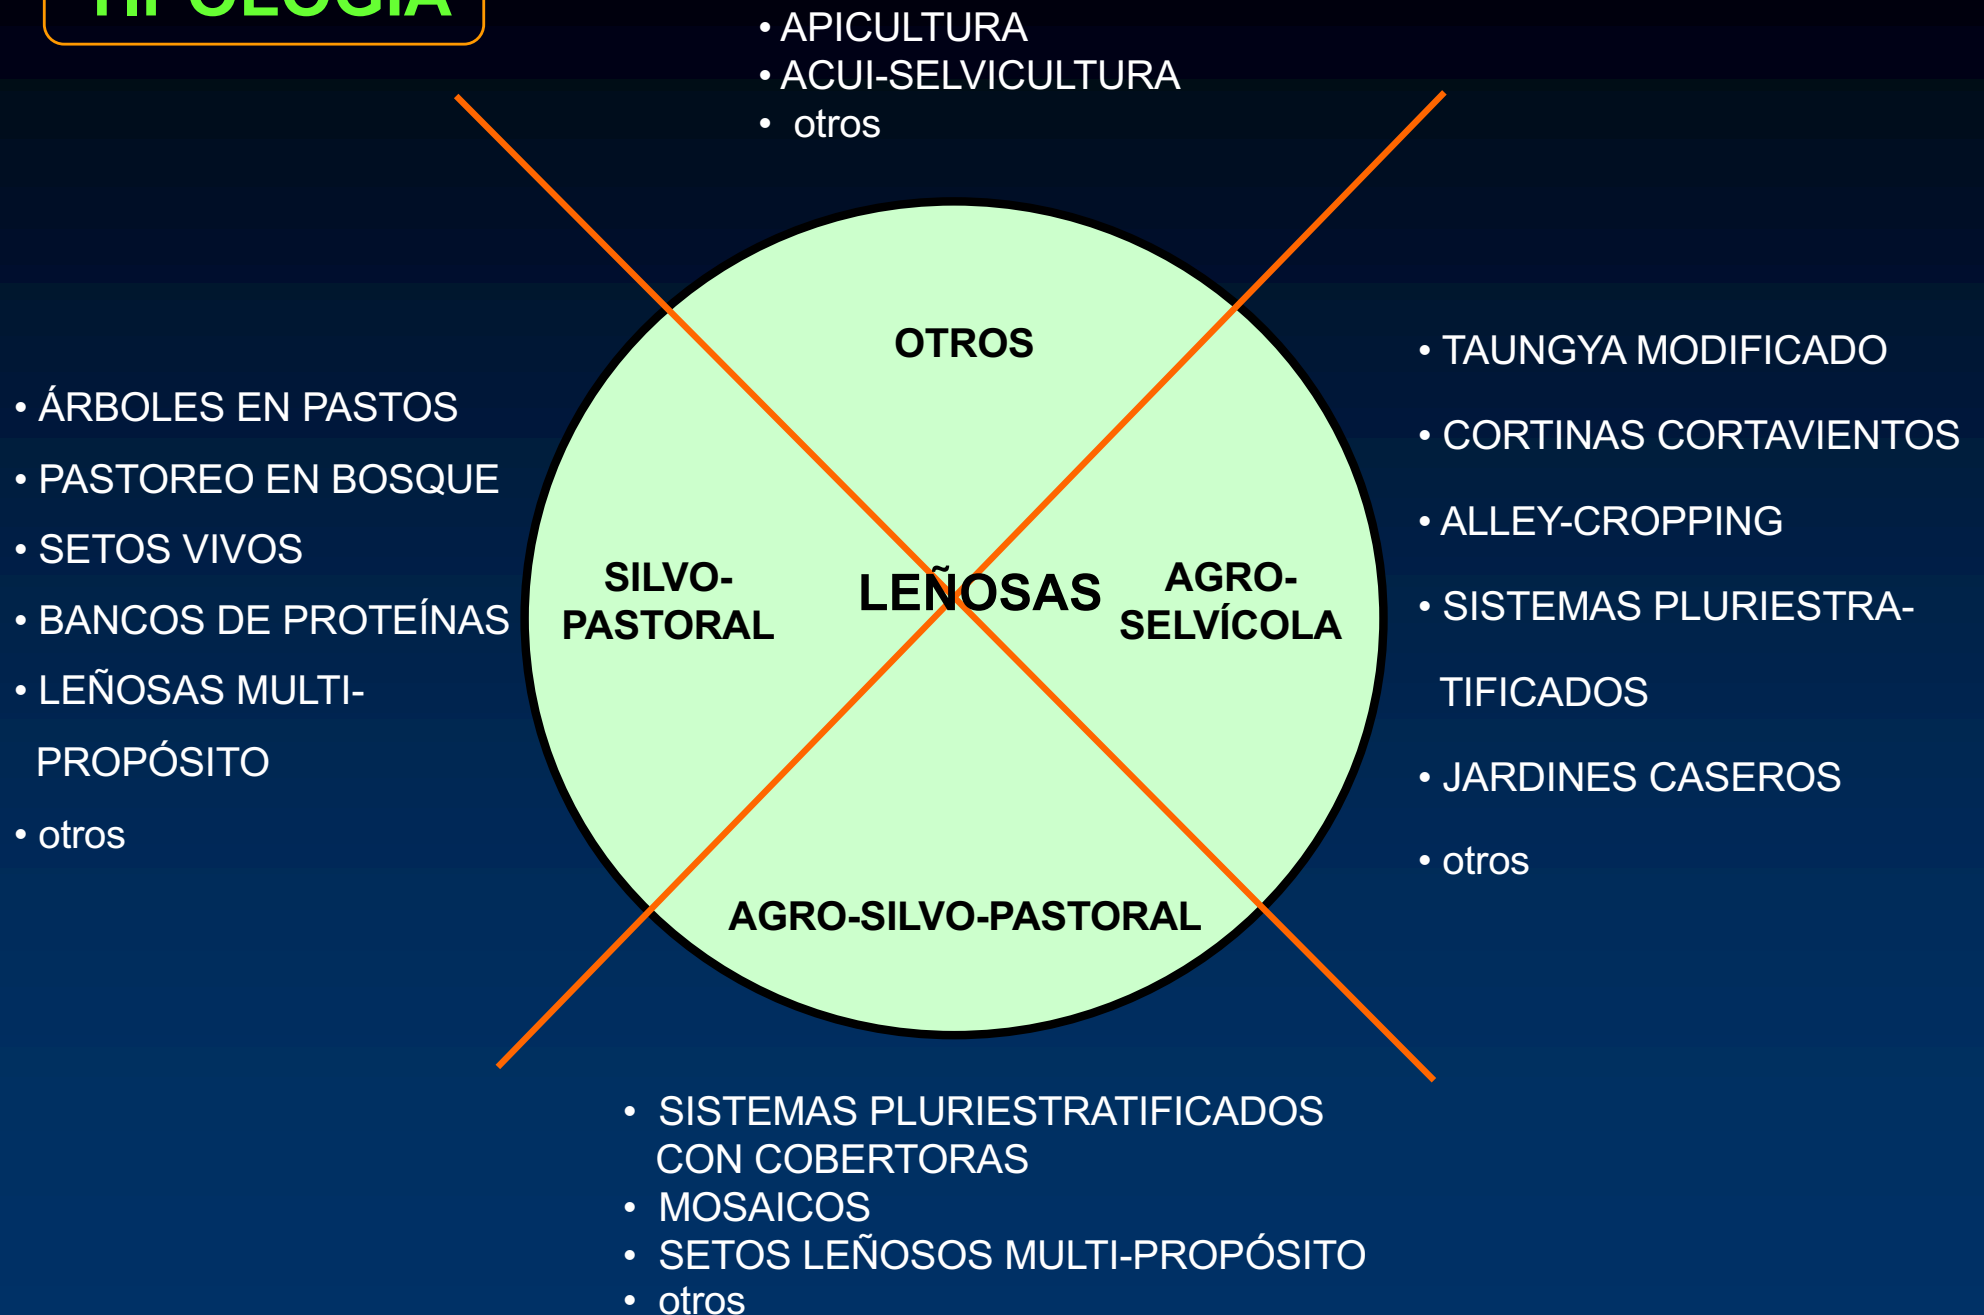 TIPOLOGÍA
• APICULTURA
• ACUI-SELVICULTURA
• otros
OTROS
• ÁRBOLES EN PASTOS
• PASTOREO EN BOSQUE
• SETOS VIVOS
• BANCOS DE PROTEÍNAS
• LEÑOSAS MULTI-
PROPÓSITO
• otros
SILVO-
PASTORAL
LEÑOSAS
AGRO-
SELVÍCOLA
• TAUNGYA MODIFICADO
• CORTINAS CORTAVIENTOS
• ALLEY-CROPPING
• SISTEMAS PLURIESTRA-
TIFICADOS
• JARDINES CASEROS
• otros
AGRO-SILVO-PASTORAL
• SISTEMAS PLURIESTRATIFICADOS
CON COBERTORAS
• MOSAICOS
• SETOS LEÑOSOS MULTI-PROPÓSITO
• otros